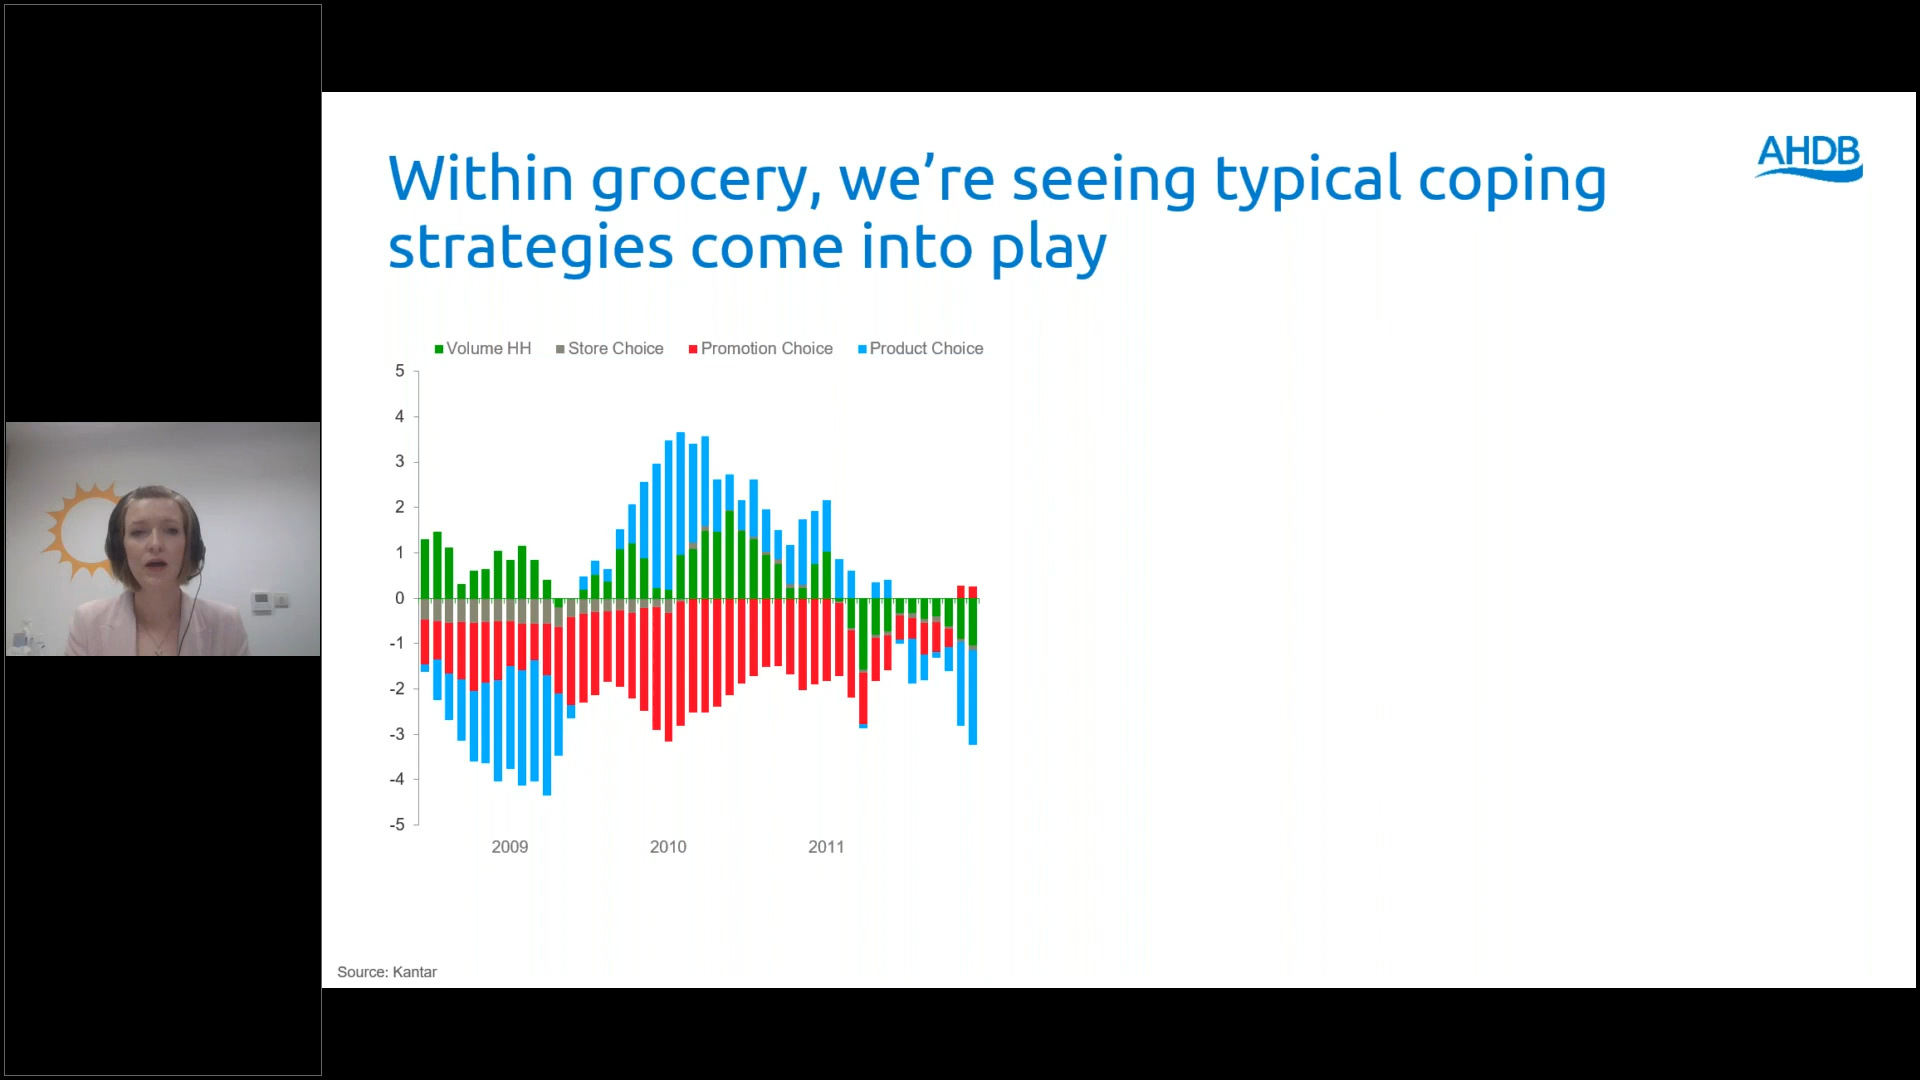 Within grocery, we’re seeing typical coping
strategies come into play
AHDB
Volume HH Store Choice Promotion Choice Product Choice
5
4
3
2
1
0
-1
-2
-3
-4
-5
2009 2010 2011
Source: Kantar